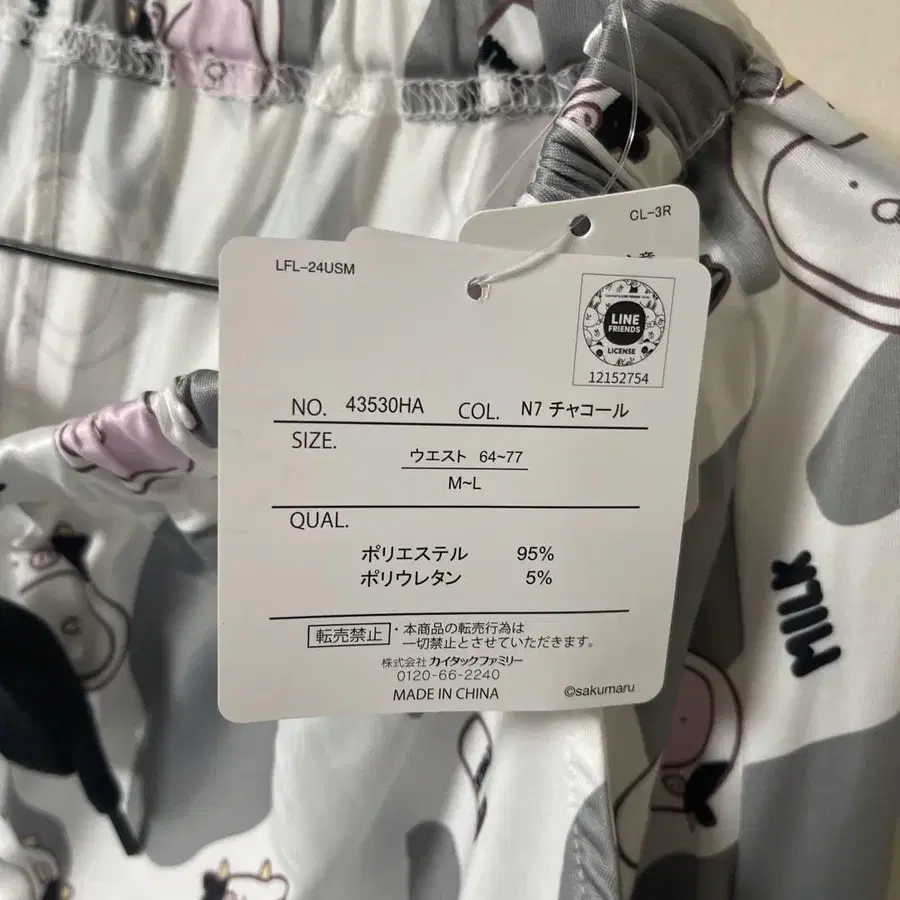 CL-3R
LFL-24USM
LINE
FRIENDS
LICENSE
12152754
NO. 43530HA COL. N7 チャコール
SIZE.
ウエスト 64~77
M~L
QUAL.
ポリエステル 95%
ポリウレタン 5%
転売禁止 ・本商品の転売行為は
一切禁止とさせていただきます。
株式会社 カイタックファミリー
0120-66-2240
MADE IN CHINA
©sakumaru
MILK